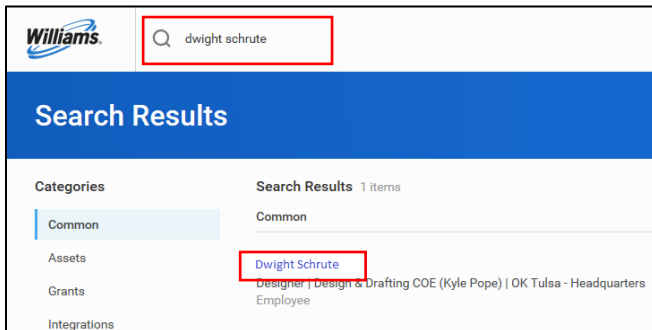 Williams.
dwight schrute
Search Results
Categories
Common
Assets
Grants
Integrations
Search Results 1 items
Common
Dwight Schrute
Designer | Design & Drafting COE (Kyle Pope) | OK Tulsa - Headquarters
Employee